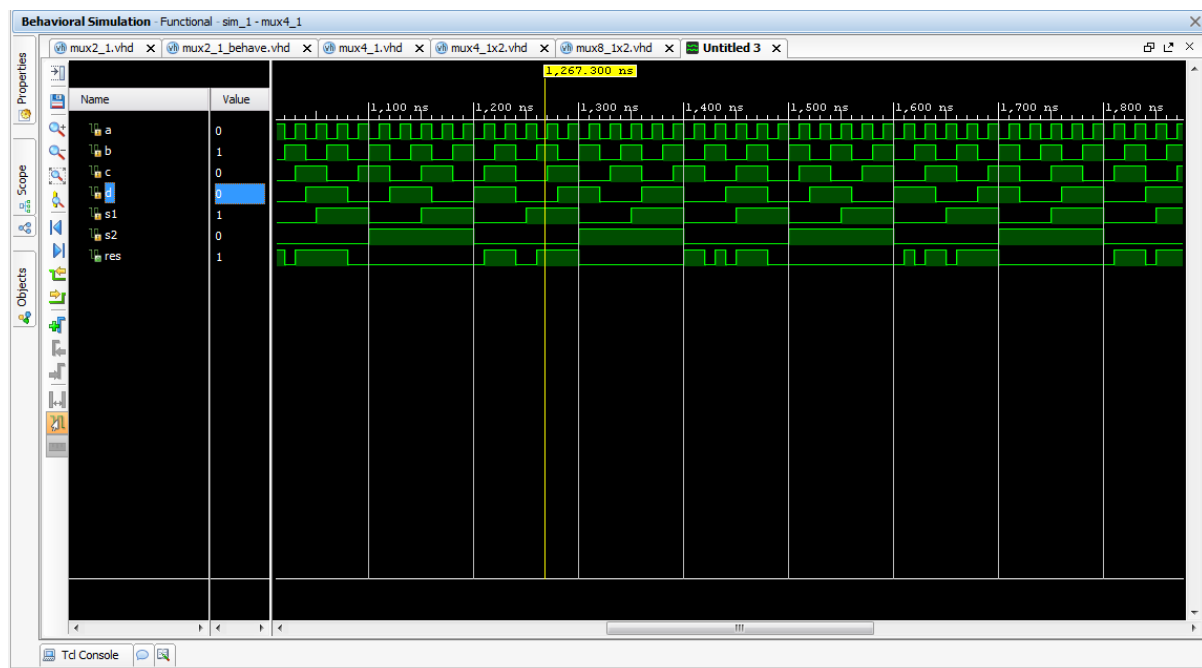 Behavioral Simulation - Functional - sim_1 - mux4_1
mux2_1.vhd mux2_1_behave.vhd mux4_1.vhd mux4_1x2.vhd mux8_1x2.vhd Untitled 3
Properties
Scope
Objects
1,267.300 ns
Name Value
1,100 ns 1,200 ns 1,300 ns 1,400 ns 1,500 ns 1,600 ns 1,700 ns 1,800 ns
a 0
b 1
c 0
d 0
s1 1
s2 0
res 1
Tcl Console